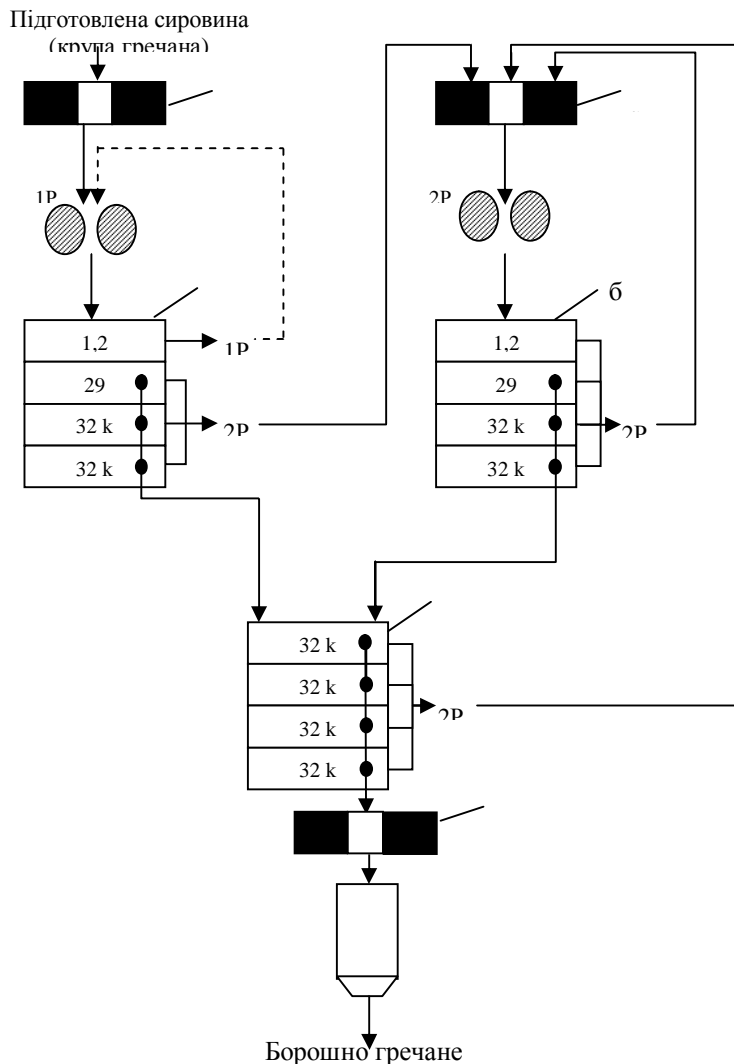 Підготовлена сировина
(крупа гречана)
1Р
2Р
б
1,2
1Р
29
32 k
2Р
32 k
1,2
29
32 k
2Р
32 k
32 k
32 k
32 k
2Р
32 k
Борошно гречане